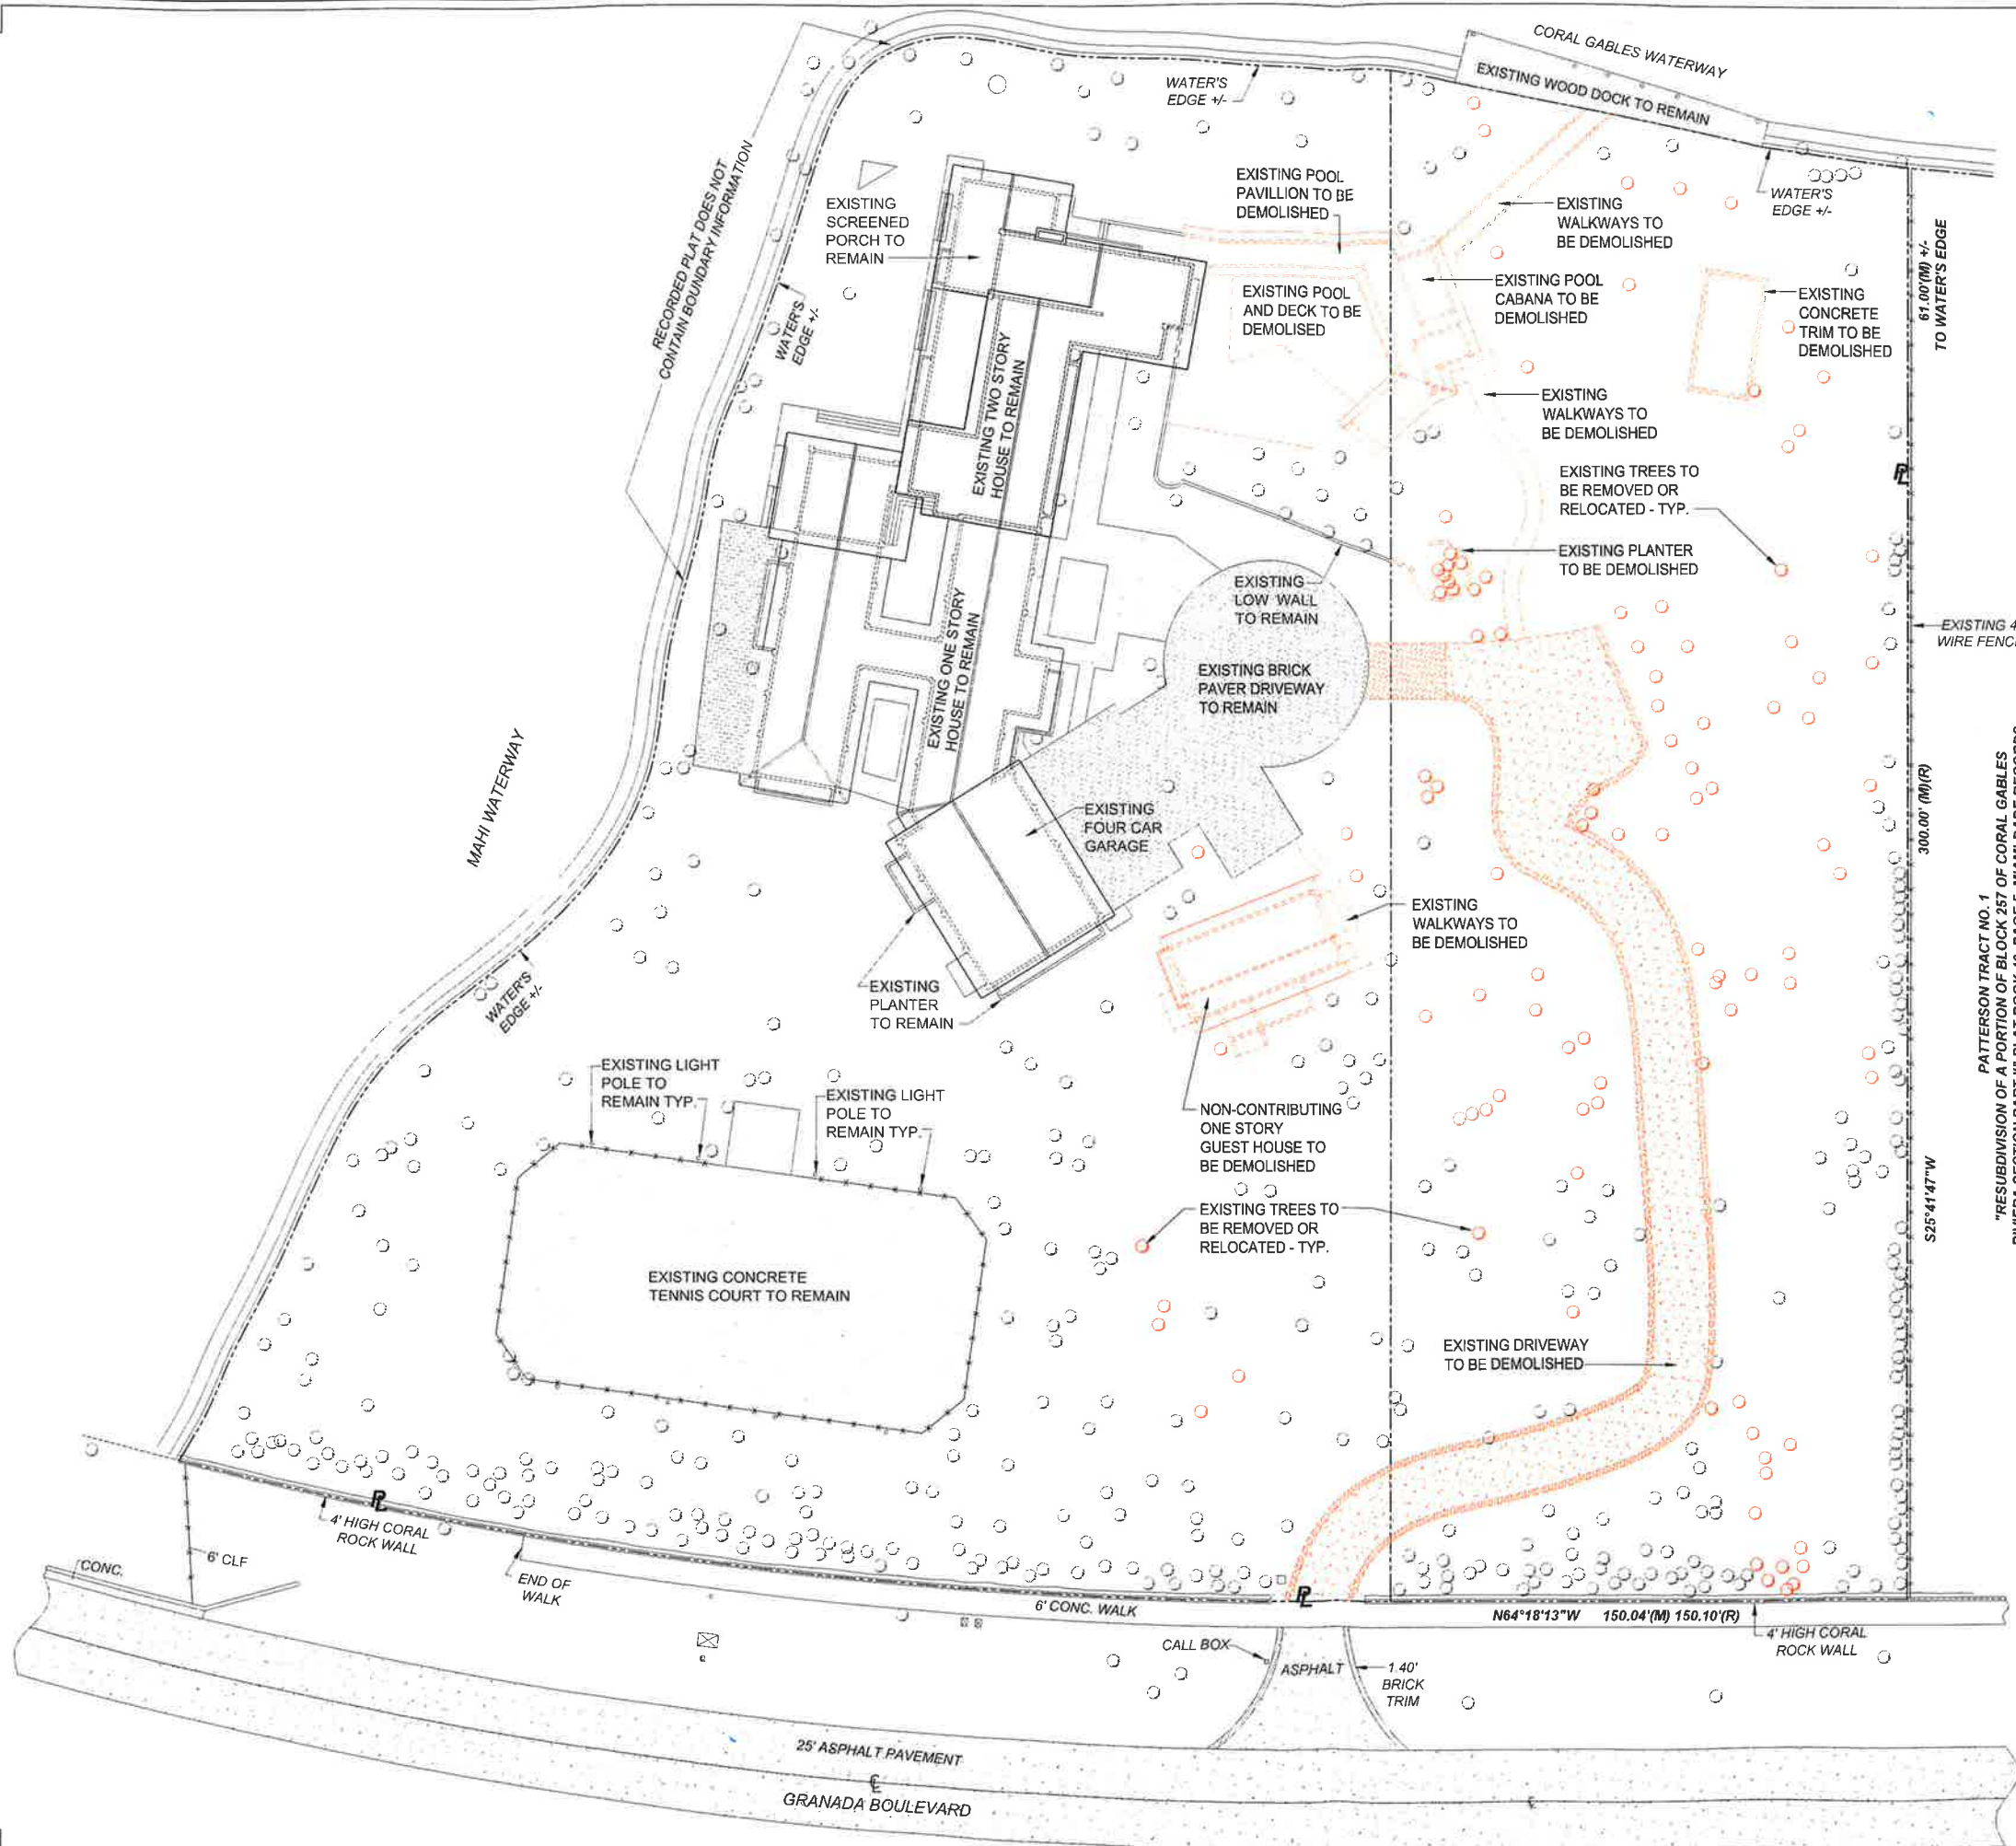 CORAL GABLES WATERWAY
EXISTING WOOD DOCK TO REMAIN
WATER'S
EDGE +/-
WATER'S
EDGE +/-
RECORDED PLAT DOES NOT
CONTAIN BOUNDARY INFORMATION
EXISTING
SCREENED
PORCH TO
REMAIN
EXISTING POOL
PAVILLION TO BE
DEMOLISHED
EXISTING
WALKWAYS TO
BE DEMOLISHED
EXISTING POOL
AND DECK TO BE
DEMOLISED
EXISTING POOL
CABANA TO BE
DEMOLISHED
EXISTING
CONCRETE
TRIM TO BE
DEMOLISHED
61.00'(M) +/-
TO WATER'S EDGE
WATER'S
EDGE +/-
EXISTING TWO STORY
HOUSE TO REMAIN
EXISTING
WALKWAYS TO
BE DEMOLISHED
EXISTING TREES TO
BE REMOVED OR
RELOCATED - TYP.
PL
EXISTING PLANTER
TO BE DEMOLISHED
EXISTING
LOW WALL
TO REMAIN
EXISTING 4
WIRE FENC
EXISTING ONE STORY
HOUSE TO REMAIN
EXISTING BRICK
PAVER DRIVEWAY
TO REMAIN
MAHI WATERWAY
300.00' (M)(R)
EXISTING
FOUR CAR
GARAGE
EXISTING
WALKWAYS TO
BE DEMOLISHED
WATER'S
EDGE +/-
EXISTING
PLANTER
TO REMAIN
PATTERSON TRACT NO. 1
"RESUBDIVISION OF A PORTION OF BLOCK 257 OF CORAL GABLES
EXISTING LIGHT
POLE TO
REMAIN TYP.
EXISTING LIGHT
POLE TO
REMAIN TYP.
NON-CONTRIBUTING
ONE STORY
GUEST HOUSE TO
BE DEMOLISHED
S25°41'47"W
EXISTING TREES TO
BE REMOVED OR
RELOCATED - TYP.
EXISTING CONCRETE
TENNIS COURT TO REMAIN
EXISTING DRIVEWAY
TO BE DEMOLISHED
PL
4' HIGH CORAL
ROCK WALL
6' CLF
CONC.
END OF
WALK
6' CONC. WALK
PL
N64°18'13"W 150.04'(M) 150.10'(R)
4' HIGH CORAL
ROCK WALL
CALL BOX
ASPHALT
1.40'
BRICK
TRIM
25' ASPHALT PAVEMENT
CL
GRANADA BOULEVARD